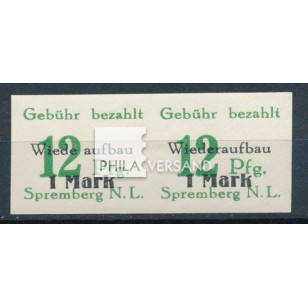 Gebühr bezahlt Gebühr bezahlt
Wiede aufbau Wiederaufbau
12 Pfg. 12 Pfg.
PHILA VERSAND
1 Mark 1 Mark
Spremberg N.L. Spremberg N.L.